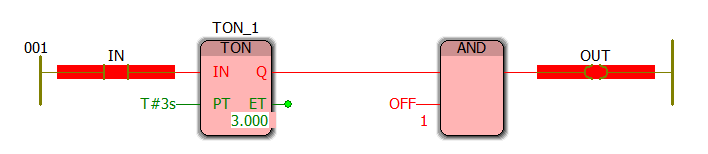 TON_1
001 IN TON AND OUT
IN Q
T#3s PT ET OFF
3.000 1